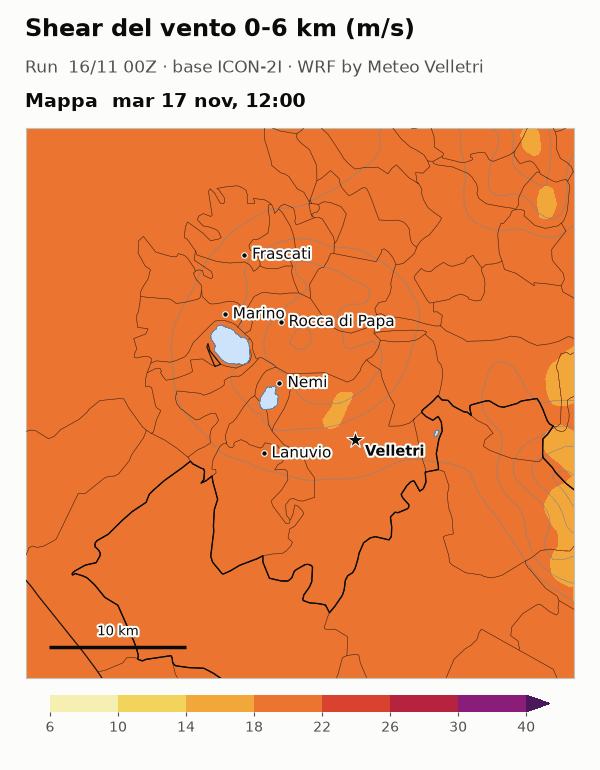 Shear del vento 0-6 km (m/s)
Run  16/11 00Z · base ICON-2I · WRF by Meteo Velletri
Mappa  mar 17 nov, 12:00
Frascati
Marino
Rocca di Papa
Nemi
Velletri
Lanuvio
10 km
6 10 14 18 22 26 30 40